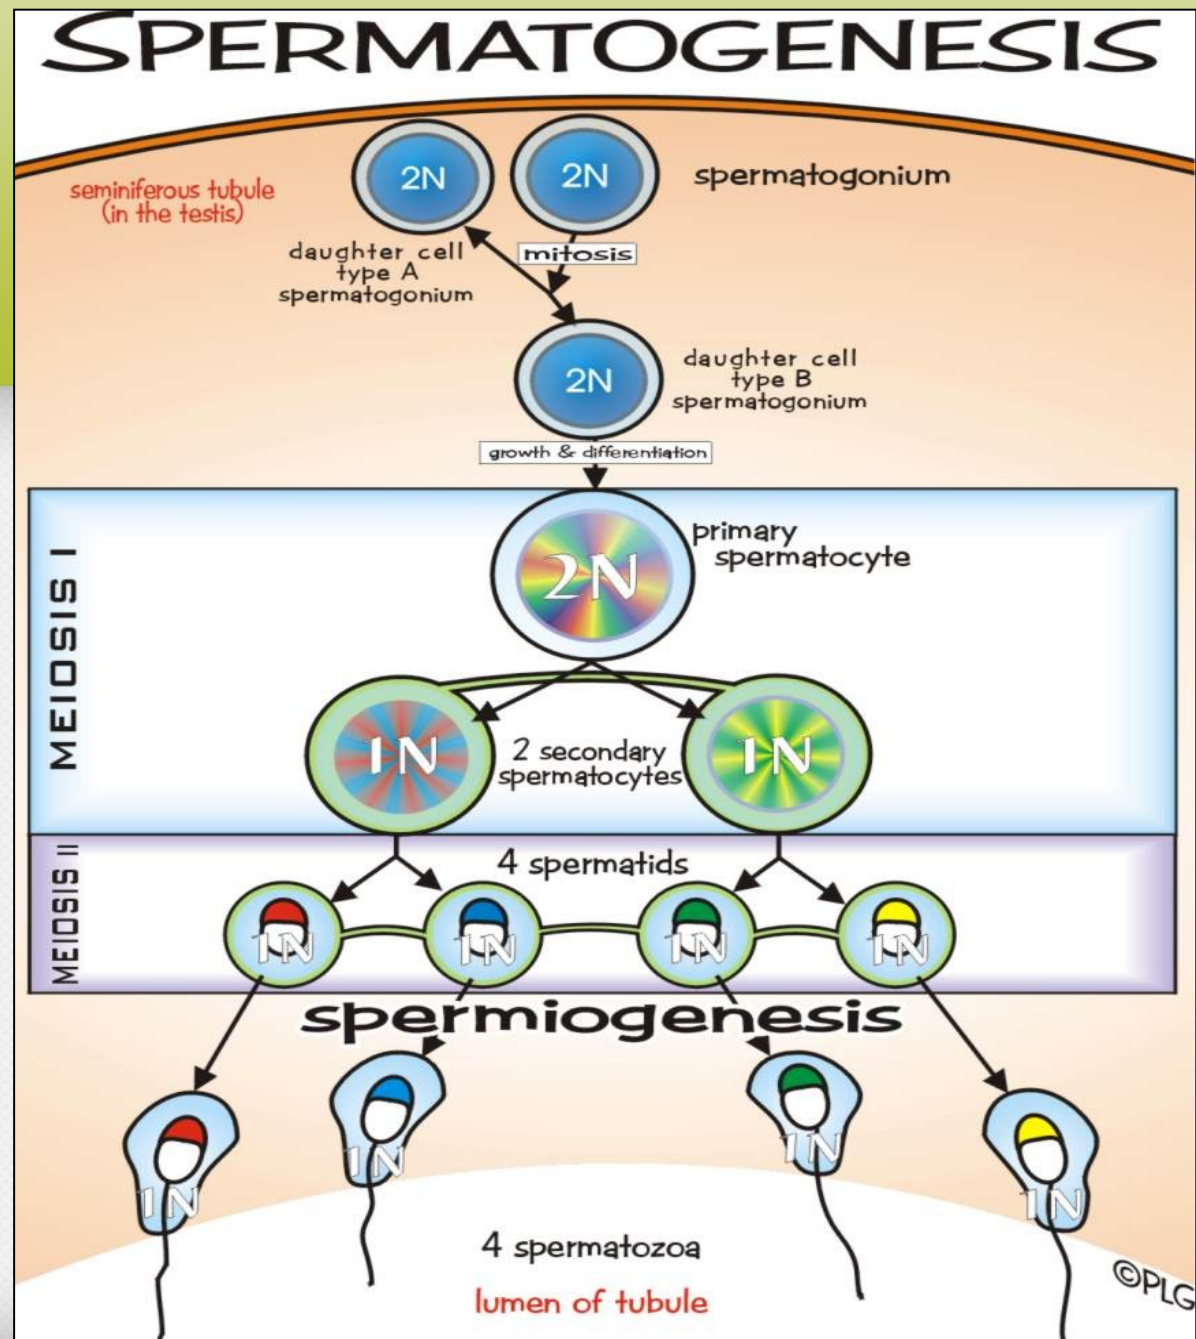 SPERMATOGENESIS
2N
2N
spermatogonium
seminiferous tubule
(in the testis)
daughter cell
type A
spermatogonium
mitosis
2N
daughter cell
type B
spermatogonium
growth & differentiation
MEIOSIS I
2N
primary
spermatocyte
1N
2 secondary
spermatocytes
1N
MEIOSIS II
4 spermatids
1N
1N
1N
1N
spermiogenesis
1N
1N
1N
1N
4 spermatozoa
lumen of tubule
©PLG